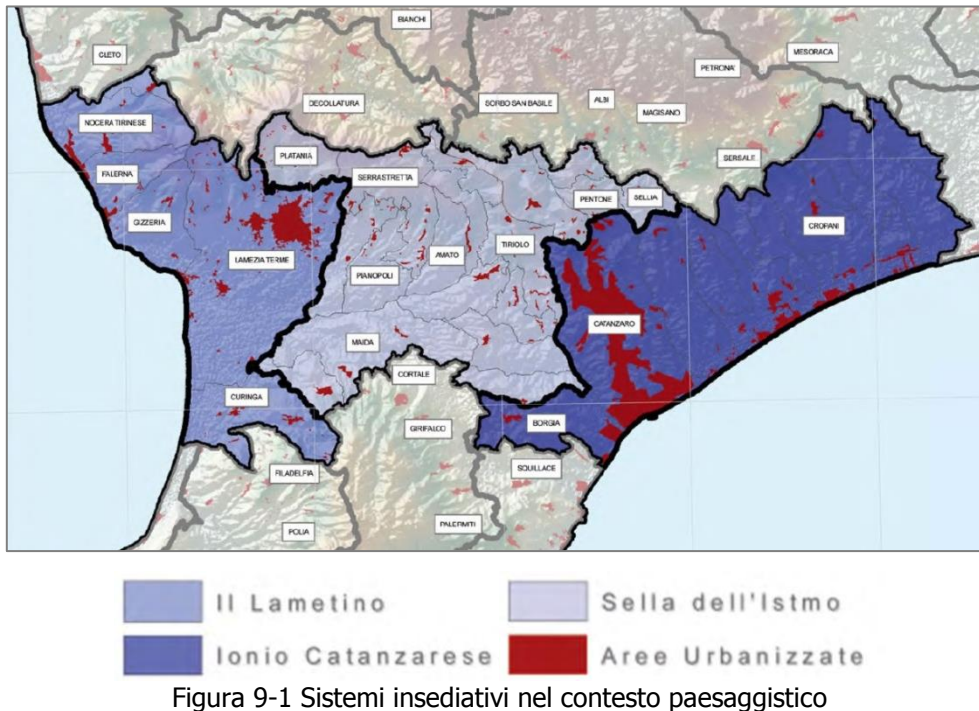 BIANCHI
CLETO
MESORACA
PETRONA'
DECOLLATURA
SORBO SAN BASILE
ALBI
MAGISANO
NOCERA TIRINESE
PLATANIA
SERSALE
FALERNA
SERRASTRETTA
PENTONE
SELLIA
GIZZERIA
CROPANI
TIRIOLO
AMATO
LAMEZIA TERME
PIANOPOLI
CATANZARO
MAIDA
CORTALE
CURINGA
BORGIA
GIRIFALCO
SQUILLACE
FILADELFIA
PALERMITI
POLIA
Il Lametino
Sella dell'Istmo
Ionio Catanzarese
Aree Urbanizzate
Figura 9-1 Sistemi insediativi nel contesto paesaggistico